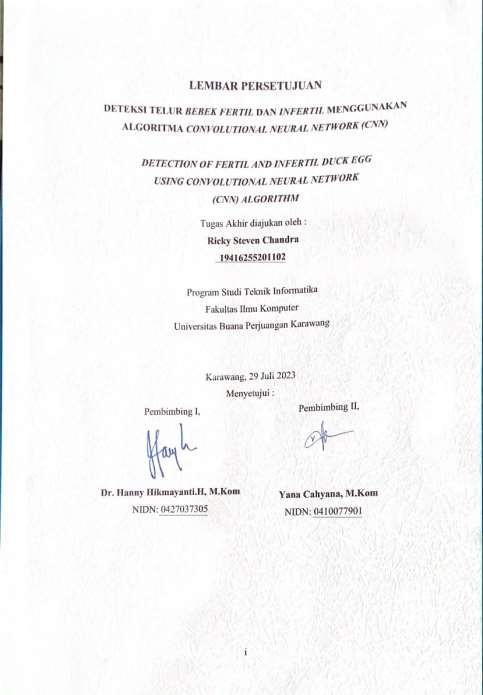 LEMBAR PERSETUJUAN
DETEKSI TELUR BEBEK FERTIL DAN INFERTIL MENGGUNAKAN
ALGORITMA CONVOLUTIONAL NEURAL NETWORK (CNN)
DETECTION OF FERTIL AND INFERTIL DUCK EGG
USING CONVOLUTIONAL NEURAL NETWORK
(CNN) ALGORITHM
Tugas Akhir diajukan oleh :
Ricky Steven Chandra
19416255201102
Program Studi Teknik Informatika
Fakultas Ilmu Komputer
Universitas Buana Perjuangan Karawang
Karawang, 29 Juli 2023
Menyetujui :
Pembimbing I,
Pembimbing II,
Dr. Hanny Hikmayanti.H, M.Kom
Yana Cahyana, M.Kom
NIDN: 0427037305
NIDN: 0410077901
i